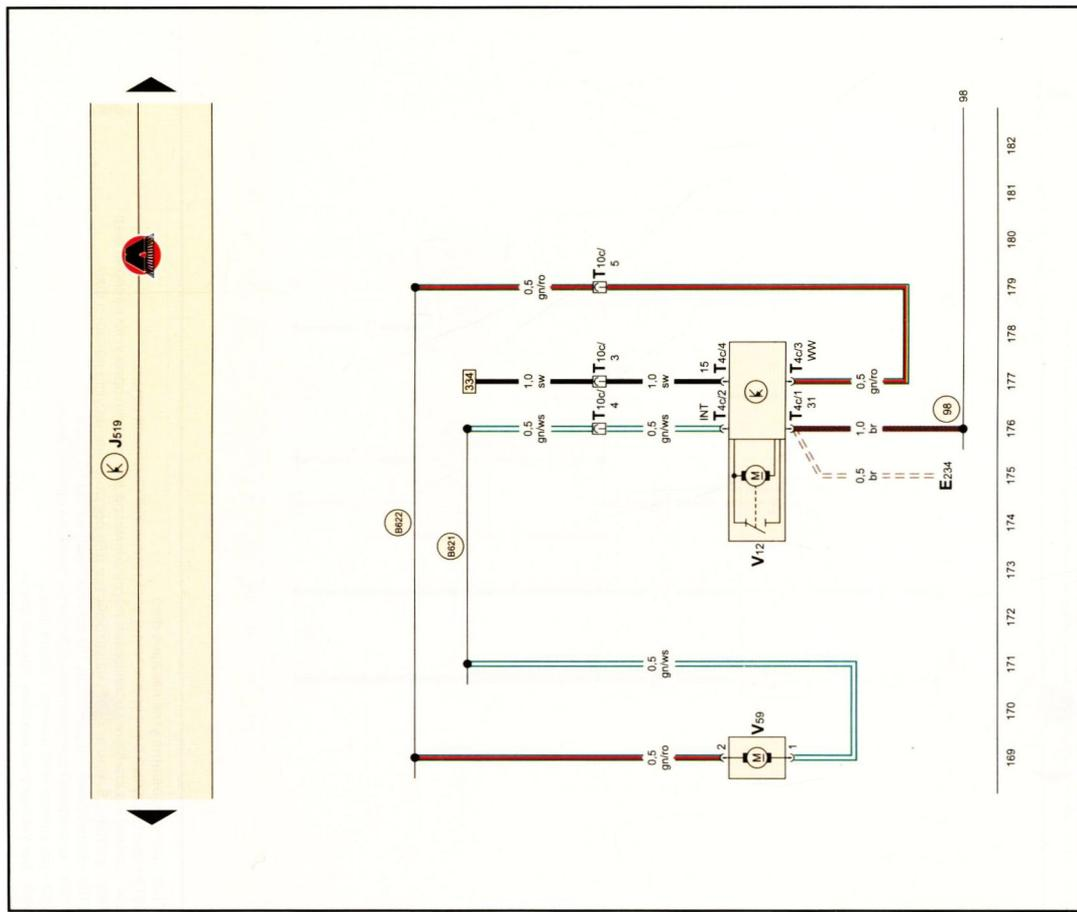 K J519
B622
B621
334
0,5
gn/ro
T10c/
5
1,0
sw
T10c/
3
1,0
sw
0,5
gn/ws
T10c/
4
0,5
gn/ws
15
T4c/4
INT
T4c/2
K
M
V12
T4c/3
WW
T4c/1
31
0,5
gn/ro
1,0
br
0,5
br
E234
98
98
0,5
gn/ws
0,5
gn/ro
2
V59
M
1
169 170 171 172 173 174 175 176 177 178 179 180 181 182